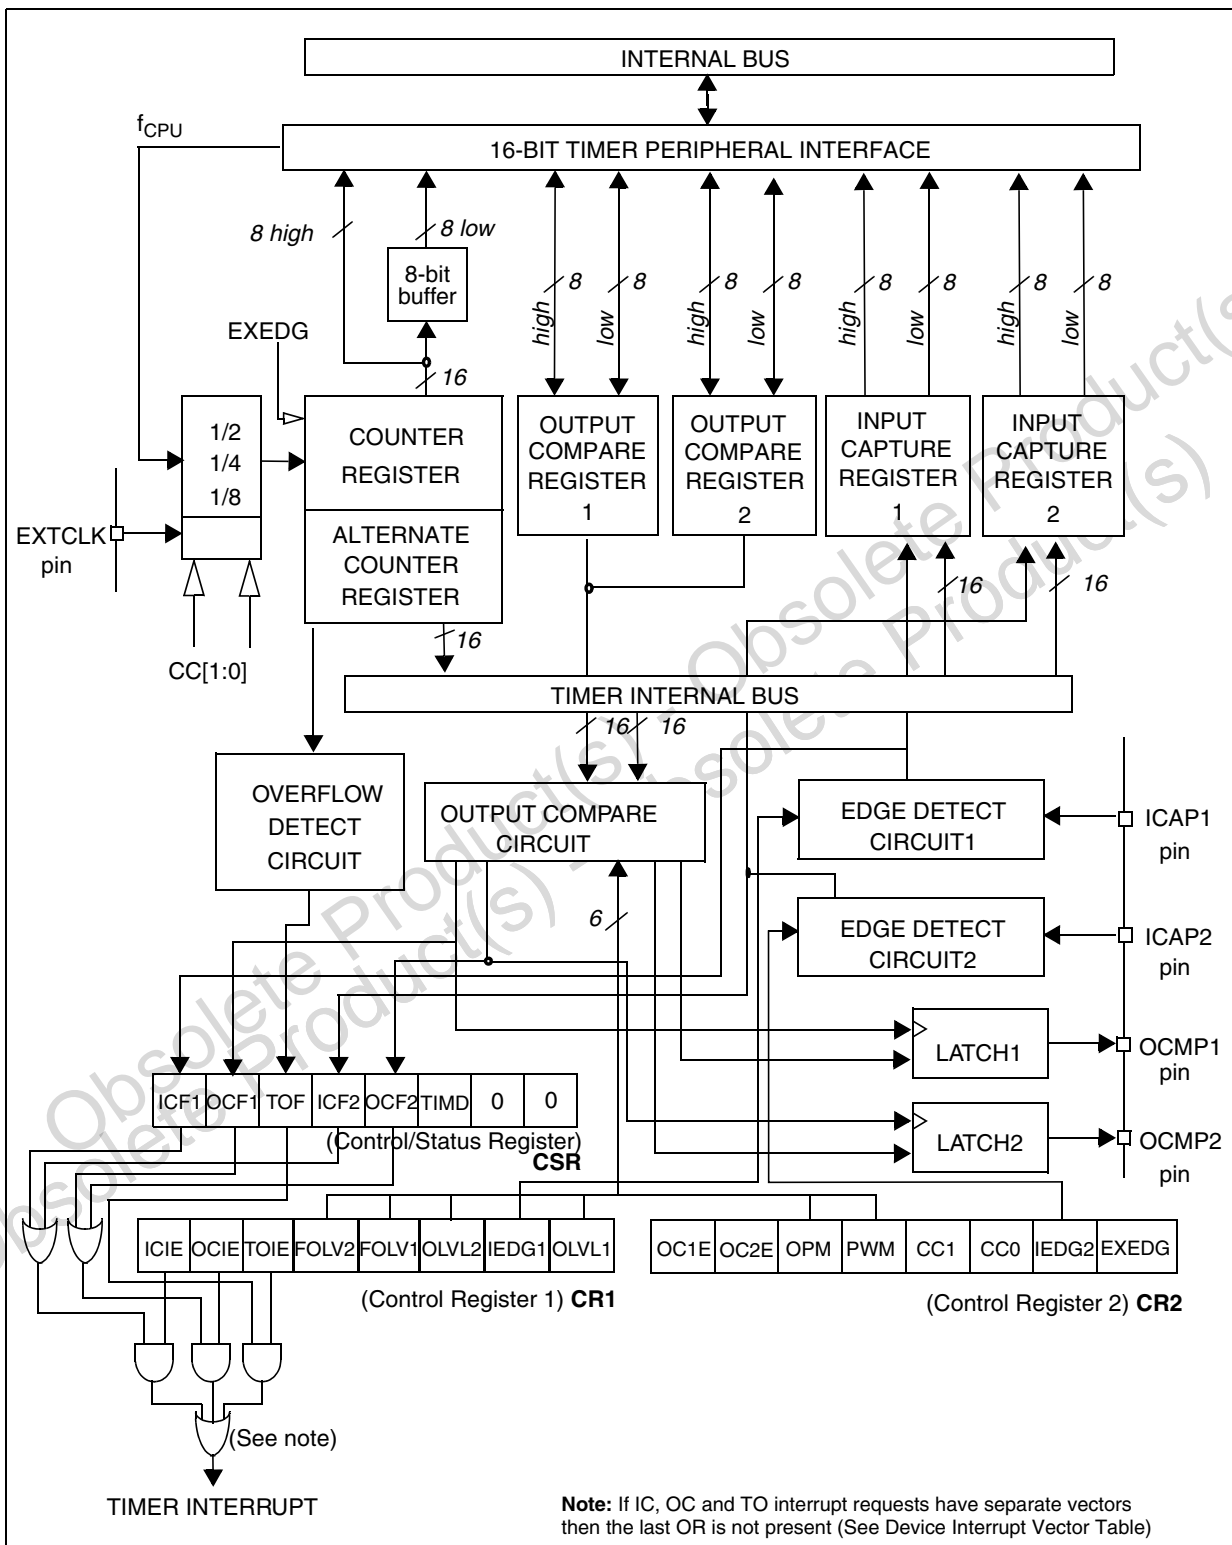 INTERNAL BUS
fCPU
16-BIT TIMER PERIPHERAL INTERFACE
8 high
8 low
8-bit
buffer
high
8
low
8
high
8
low
8
high
8
low
8
high
8
low
8
EXEDG
16
1/2
1/4
1/8
COUNTER
REGISTER
ALTERNATE
COUNTER
REGISTER
OUTPUT
COMPARE
REGISTER
1
OUTPUT
COMPARE
REGISTER
2
INPUT
CAPTURE
REGISTER
1
INPUT
CAPTURE
REGISTER
2
EXTCLK
pin
CC[1:0]
16
16
16
TIMER INTERNAL BUS
16
16
OVERFLOW
DETECT
CIRCUIT
OUTPUT COMPARE
CIRCUIT
EDGE DETECT
CIRCUIT1
ICAP1
pin
6
EDGE DETECT
CIRCUIT2
ICAP2
pin
LATCH1
OCMP1
pin
LATCH2
OCMP2
pin
ICF1 OCF1 TOF ICF2 OCF2 TIMD 0 0
(Control/Status Register)
CSR
ICIE OCIE TOIE FOLV2 FOLV1 OLVL2 IEDG1 OLVL1
(Control Register 1) CR1
OC1E OC2E OPM PWM CC1 CC0 IEDG2 EXEDG
(Control Register 2) CR2
(See note)
TIMER INTERRUPT
Note: If IC, OC and TO interrupt requests have separate vectors
then the last OR is not present (See Device Interrupt Vector Table)
Obsolete Product(s) - Obsolete Product(s)
Obsolete Product(s) - Obsolete Product(s)